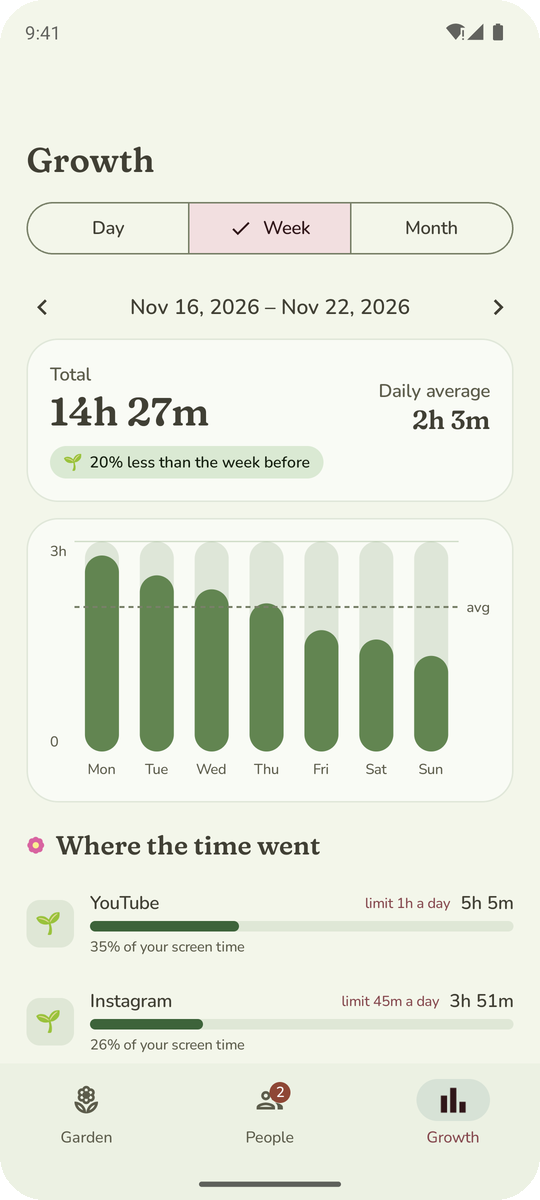 9:41
Growth
Day
Week
Month
Nov 16, 2026 – Nov 22, 2026
Total
14h 27m
Daily average
2h 3m
20% less than the week before
3h
avg
0
Mon Tue Wed Thu Fri Sat Sun
Where the time went
YouTube limit 1h a day 5h 5m
35% of your screen time
Instagram limit 45m a day 3h 51m
26% of your screen time
2
Garden People Growth